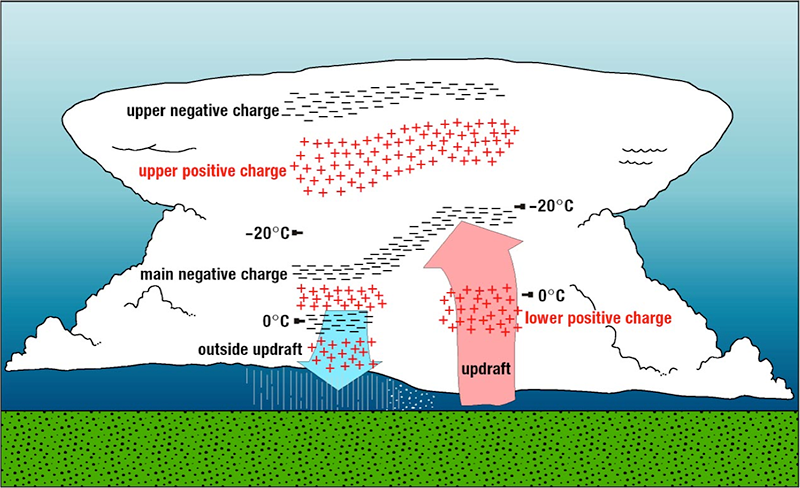 upper negative charge
upper positive charge
–20°C
–20°C
main negative charge
0°C
0°C
lower positive charge
outside updraft
updraft